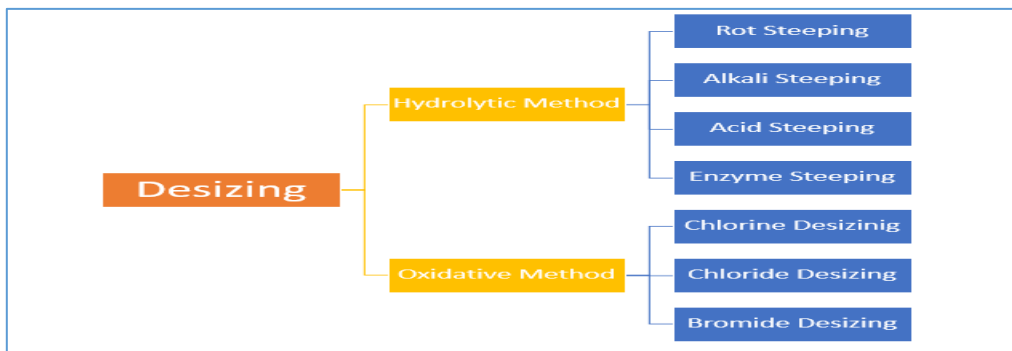 Desizing
Hydrolytic Method
Rot Steeping
Alkali Steeping
Acid Steeping
Enzyme Steeping
Oxidative Method
Chlorine Desizinig
Chloride Desizing
Bromide Desizing